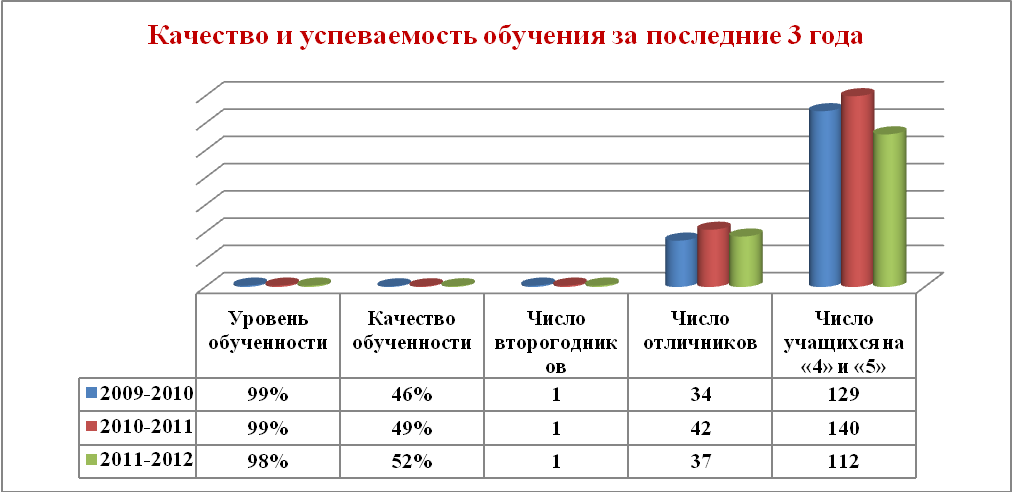 Качество и успеваемость обучения за последние 3 года
Уровень
обученности
Качество
обученности
Число
второгодник
ов
Число
отличников
Число
учащихся на
«4» и «5»
2009-2010 99% 46% 1 34 129
2010-2011 99% 49% 1 42 140
2011-2012 98% 52% 1 37 112